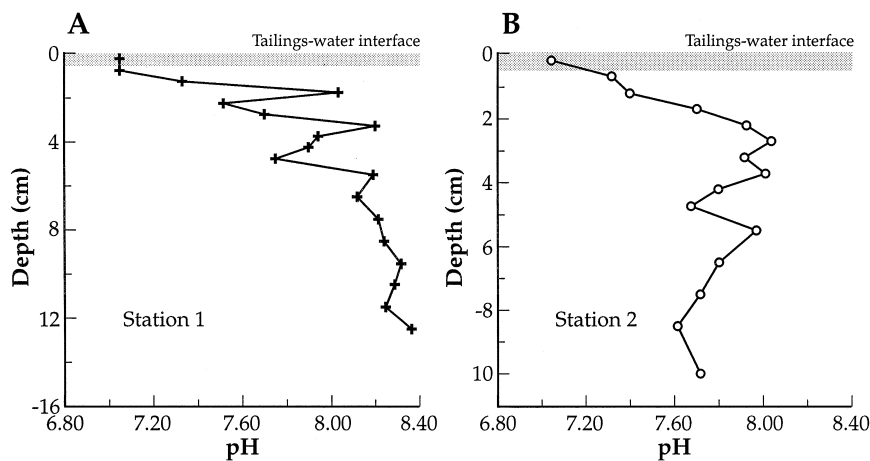 A
Tailings-water interface
0
4
8
12
-16
Depth (cm)
Station 1
6.80 7.20 7.60 8.00 8.40
pH
B
Tailings-water interface
0
2
4
6
-8
10
Depth (cm)
Station 2
6.80 7.20 7.60 8.00 8.40
pH